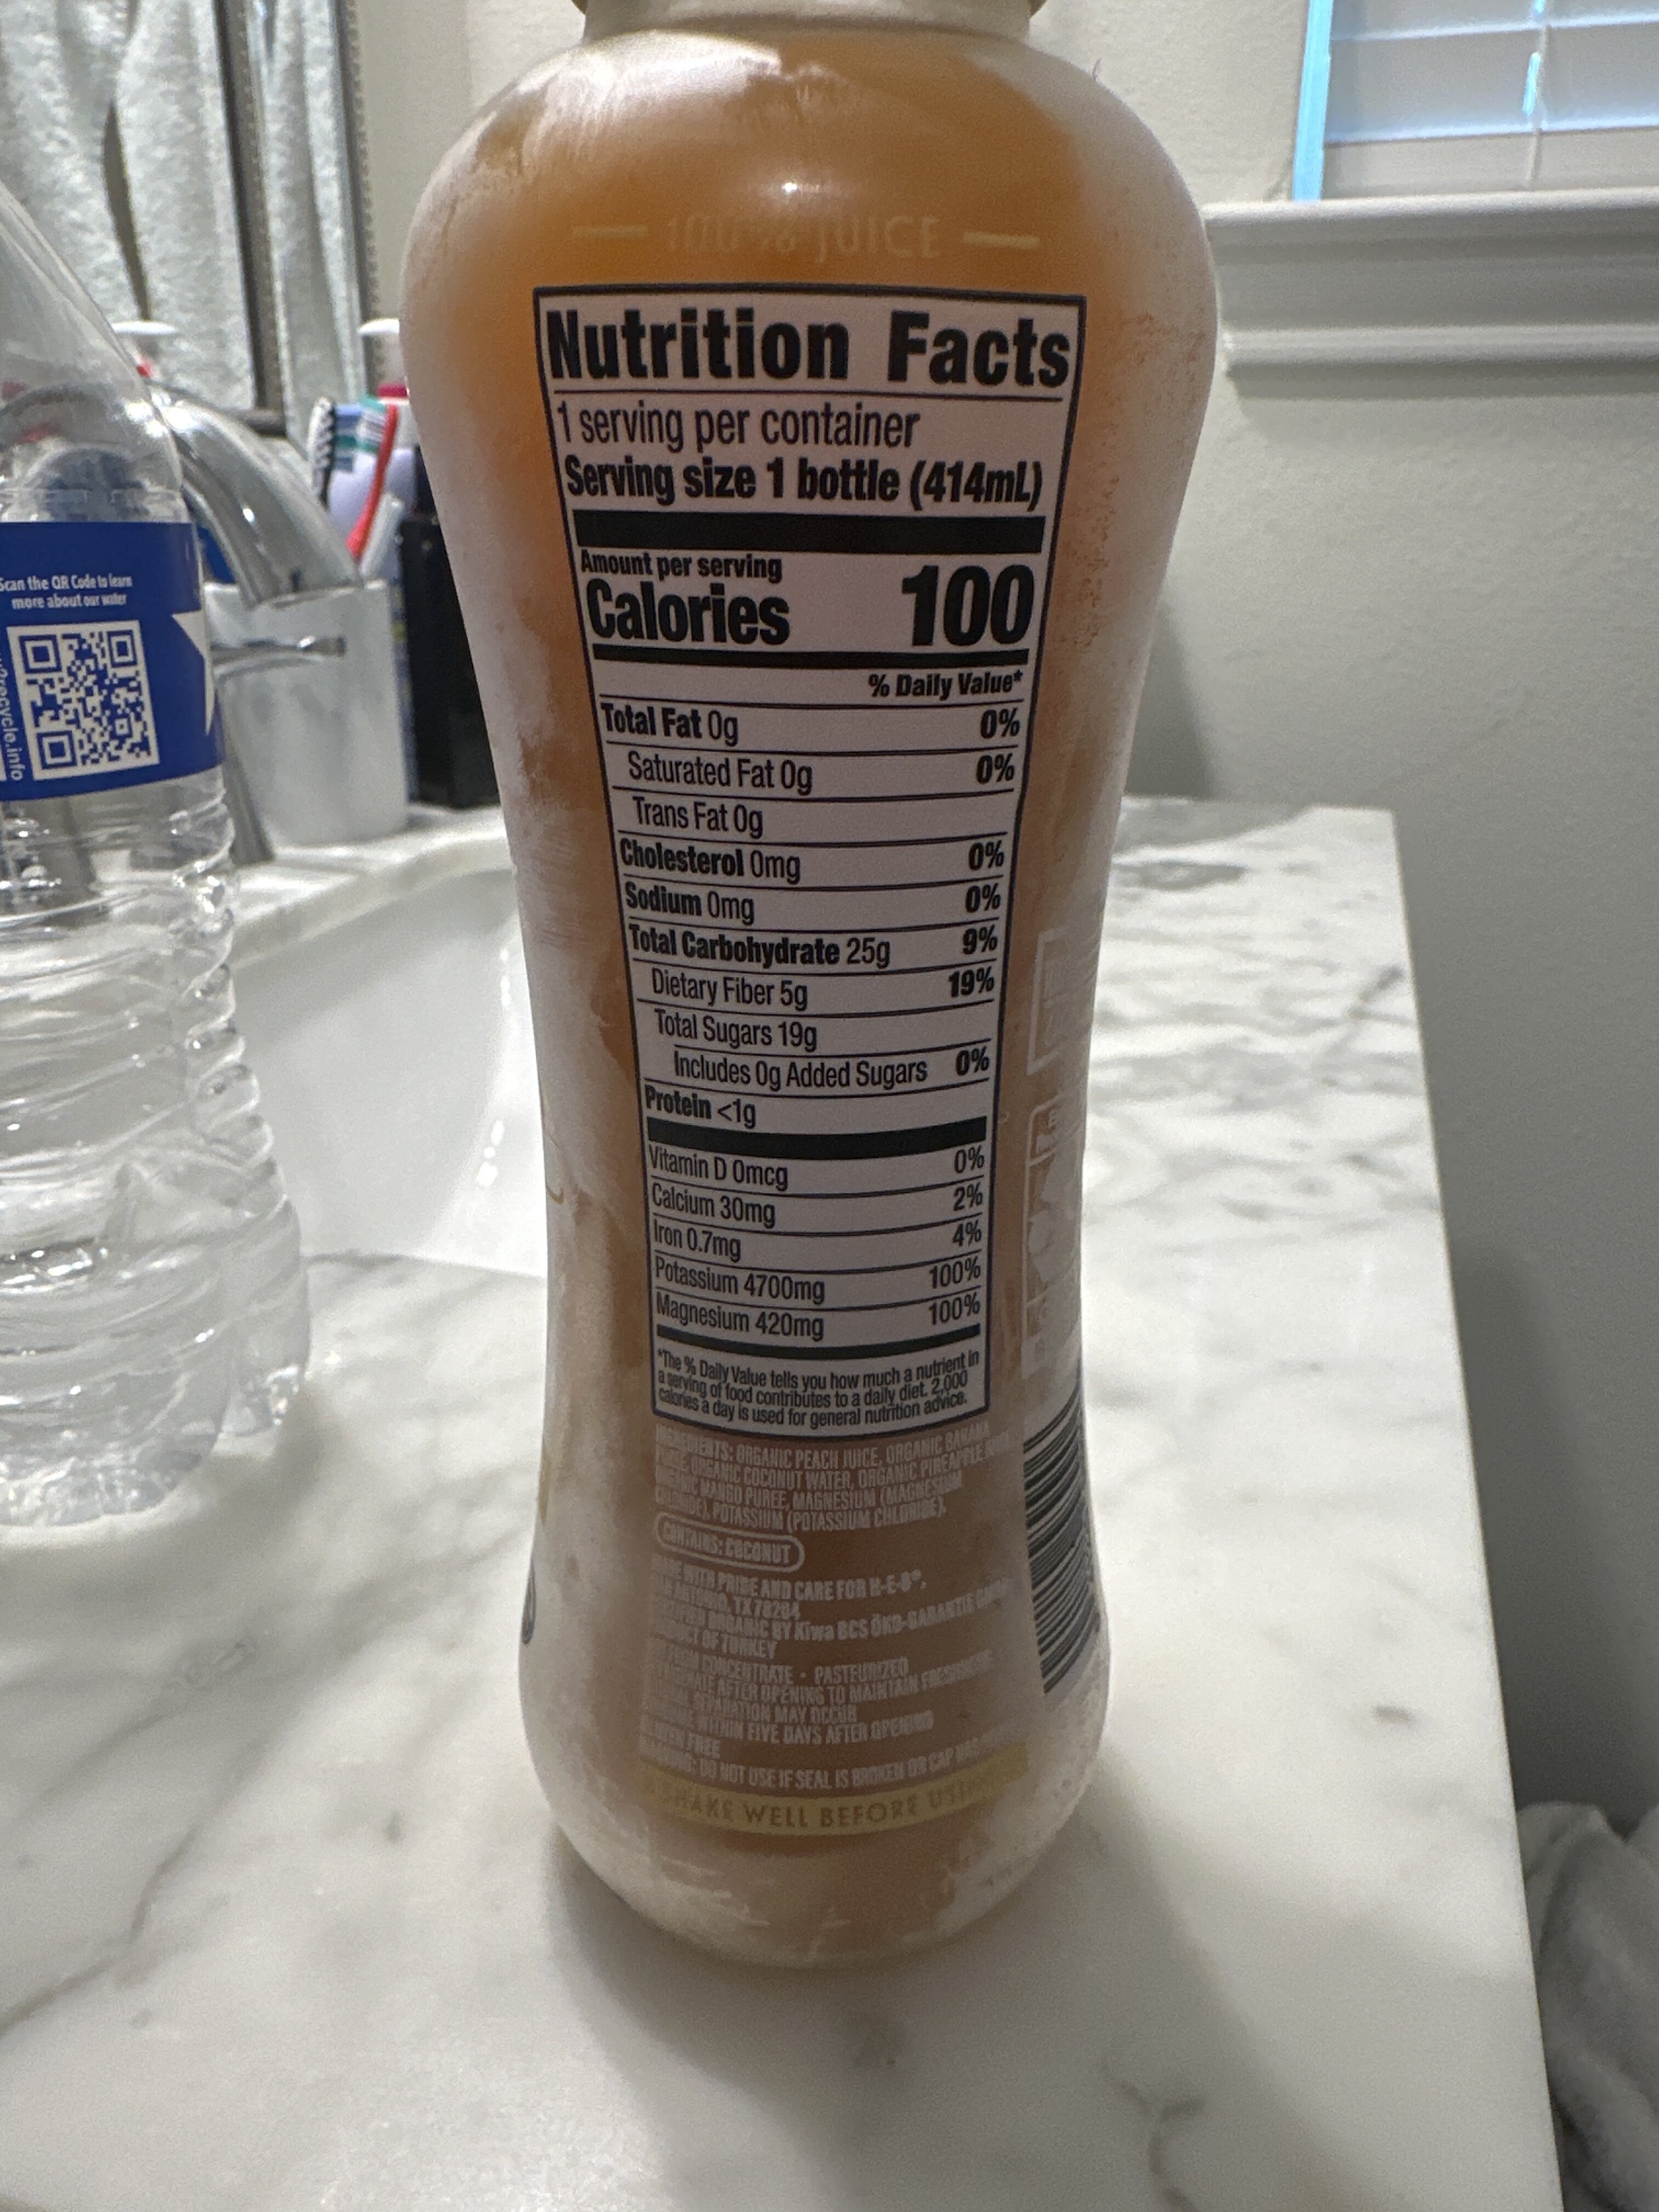 100% JUICE
Nutrition Facts
1 serving per container
Serving size 1 bottle (414mL)
Amount per serving
Calories 100
% Daily Value*
Total Fat 0g 0%
Saturated Fat 0g 0%
Trans Fat 0g
Cholesterol 0mg 0%
Sodium 0mg 0%
Total Carbohydrate 25g 9%
Dietary Fiber 5g 19%
Total Sugars 19g
Includes 0g Added Sugars 0%
Protein <1g
Vitamin D 0mcg 0%
Calcium 30mg 2%
Iron 0.7mg 4%
Potassium 4700mg 100%
Magnesium 420mg 100%
*The % Daily Value tells you how much a nutrient in
a serving of food contributes to a daily diet. 2,000
calories a day is used for general nutrition advice.
INGREDIENTS: ORGANIC PEACH JUICE, ORGANIC BANANA
ORGANIC COCONUT WATER, ORGANIC PINEAPPLE
MANGO PUREE, MAGNESIUM (MAGNESIUM
POTASSIUM (POTASSIUM CHLORIDE).
CONTAINS: COCONUT
WITH PRIDE AND CARE FOR H-E-B®,
TX 78204
ORGANIC BY Kiwa BCS ÖKO-GARANTIE
OF TURKEY
CONCENTRATE • PASTEURIZED
AFTER OPENING TO MAINTAIN FRESHNESS
SEPARATION MAY OCCUR
WITHIN FIVE DAYS AFTER OPENING
FREE
DO NOT USE IF SEAL IS BROKEN OR CAP
SHAKE WELL BEFORE
Scan the QR Code to learn
more about our water